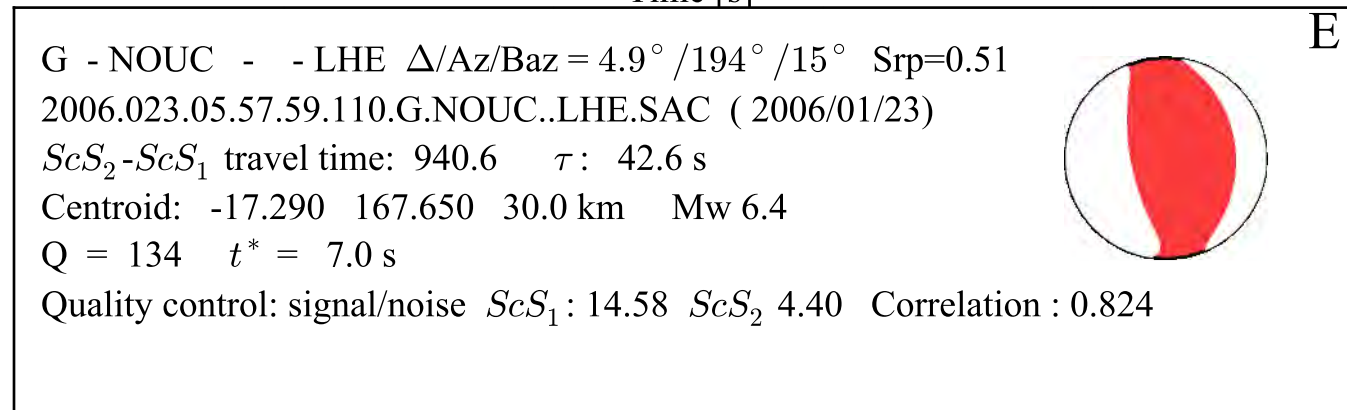 Time [s]
E
G - NOUC - - LHE Δ/Az/Baz = 4.9° /194° /15° Srp=0.51
2006.023.05.57.59.110.G.NOUC..LHE.SAC ( 2006/01/23)
ScS₂-ScS₁ travel time: 940.6 τ : 42.6 s
Centroid: -17.290 167.650 30.0 km Mw 6.4
Q = 134 t* = 7.0 s
Quality control: signal/noise ScS₁: 14.58 ScS₂ 4.40 Correlation : 0.824